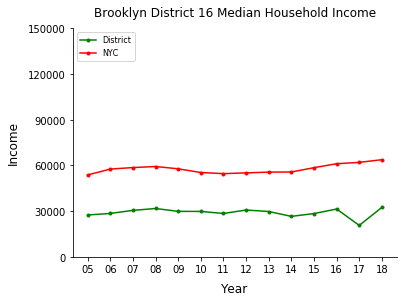 Brooklyn District 16 Median Household Income
150000
120000
90000
60000
30000
0
Income
District
NYC
05 06 07 08 09 10 11 12 13 14 15 16 17 18
Year